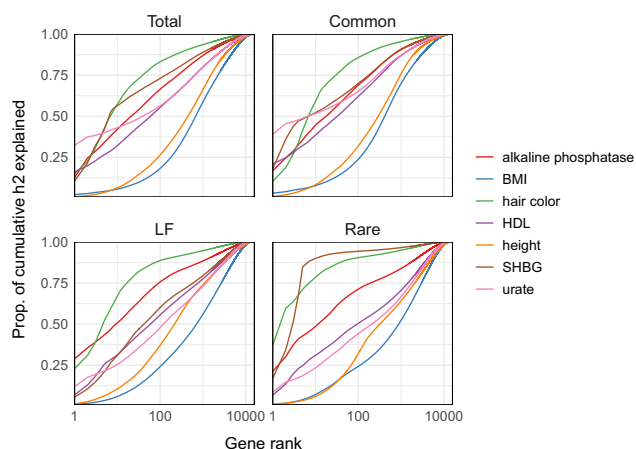 Total
Common
1.00
0.75
0.50
0.25
LF
Rare
1.00
0.75
0.50
0.25
1
100
10000
1
100
10000
Gene rank
Prop. of cumulative h2 explained
alkaline phosphatase
BMI
hair color
HDL
height
SHBG
urate